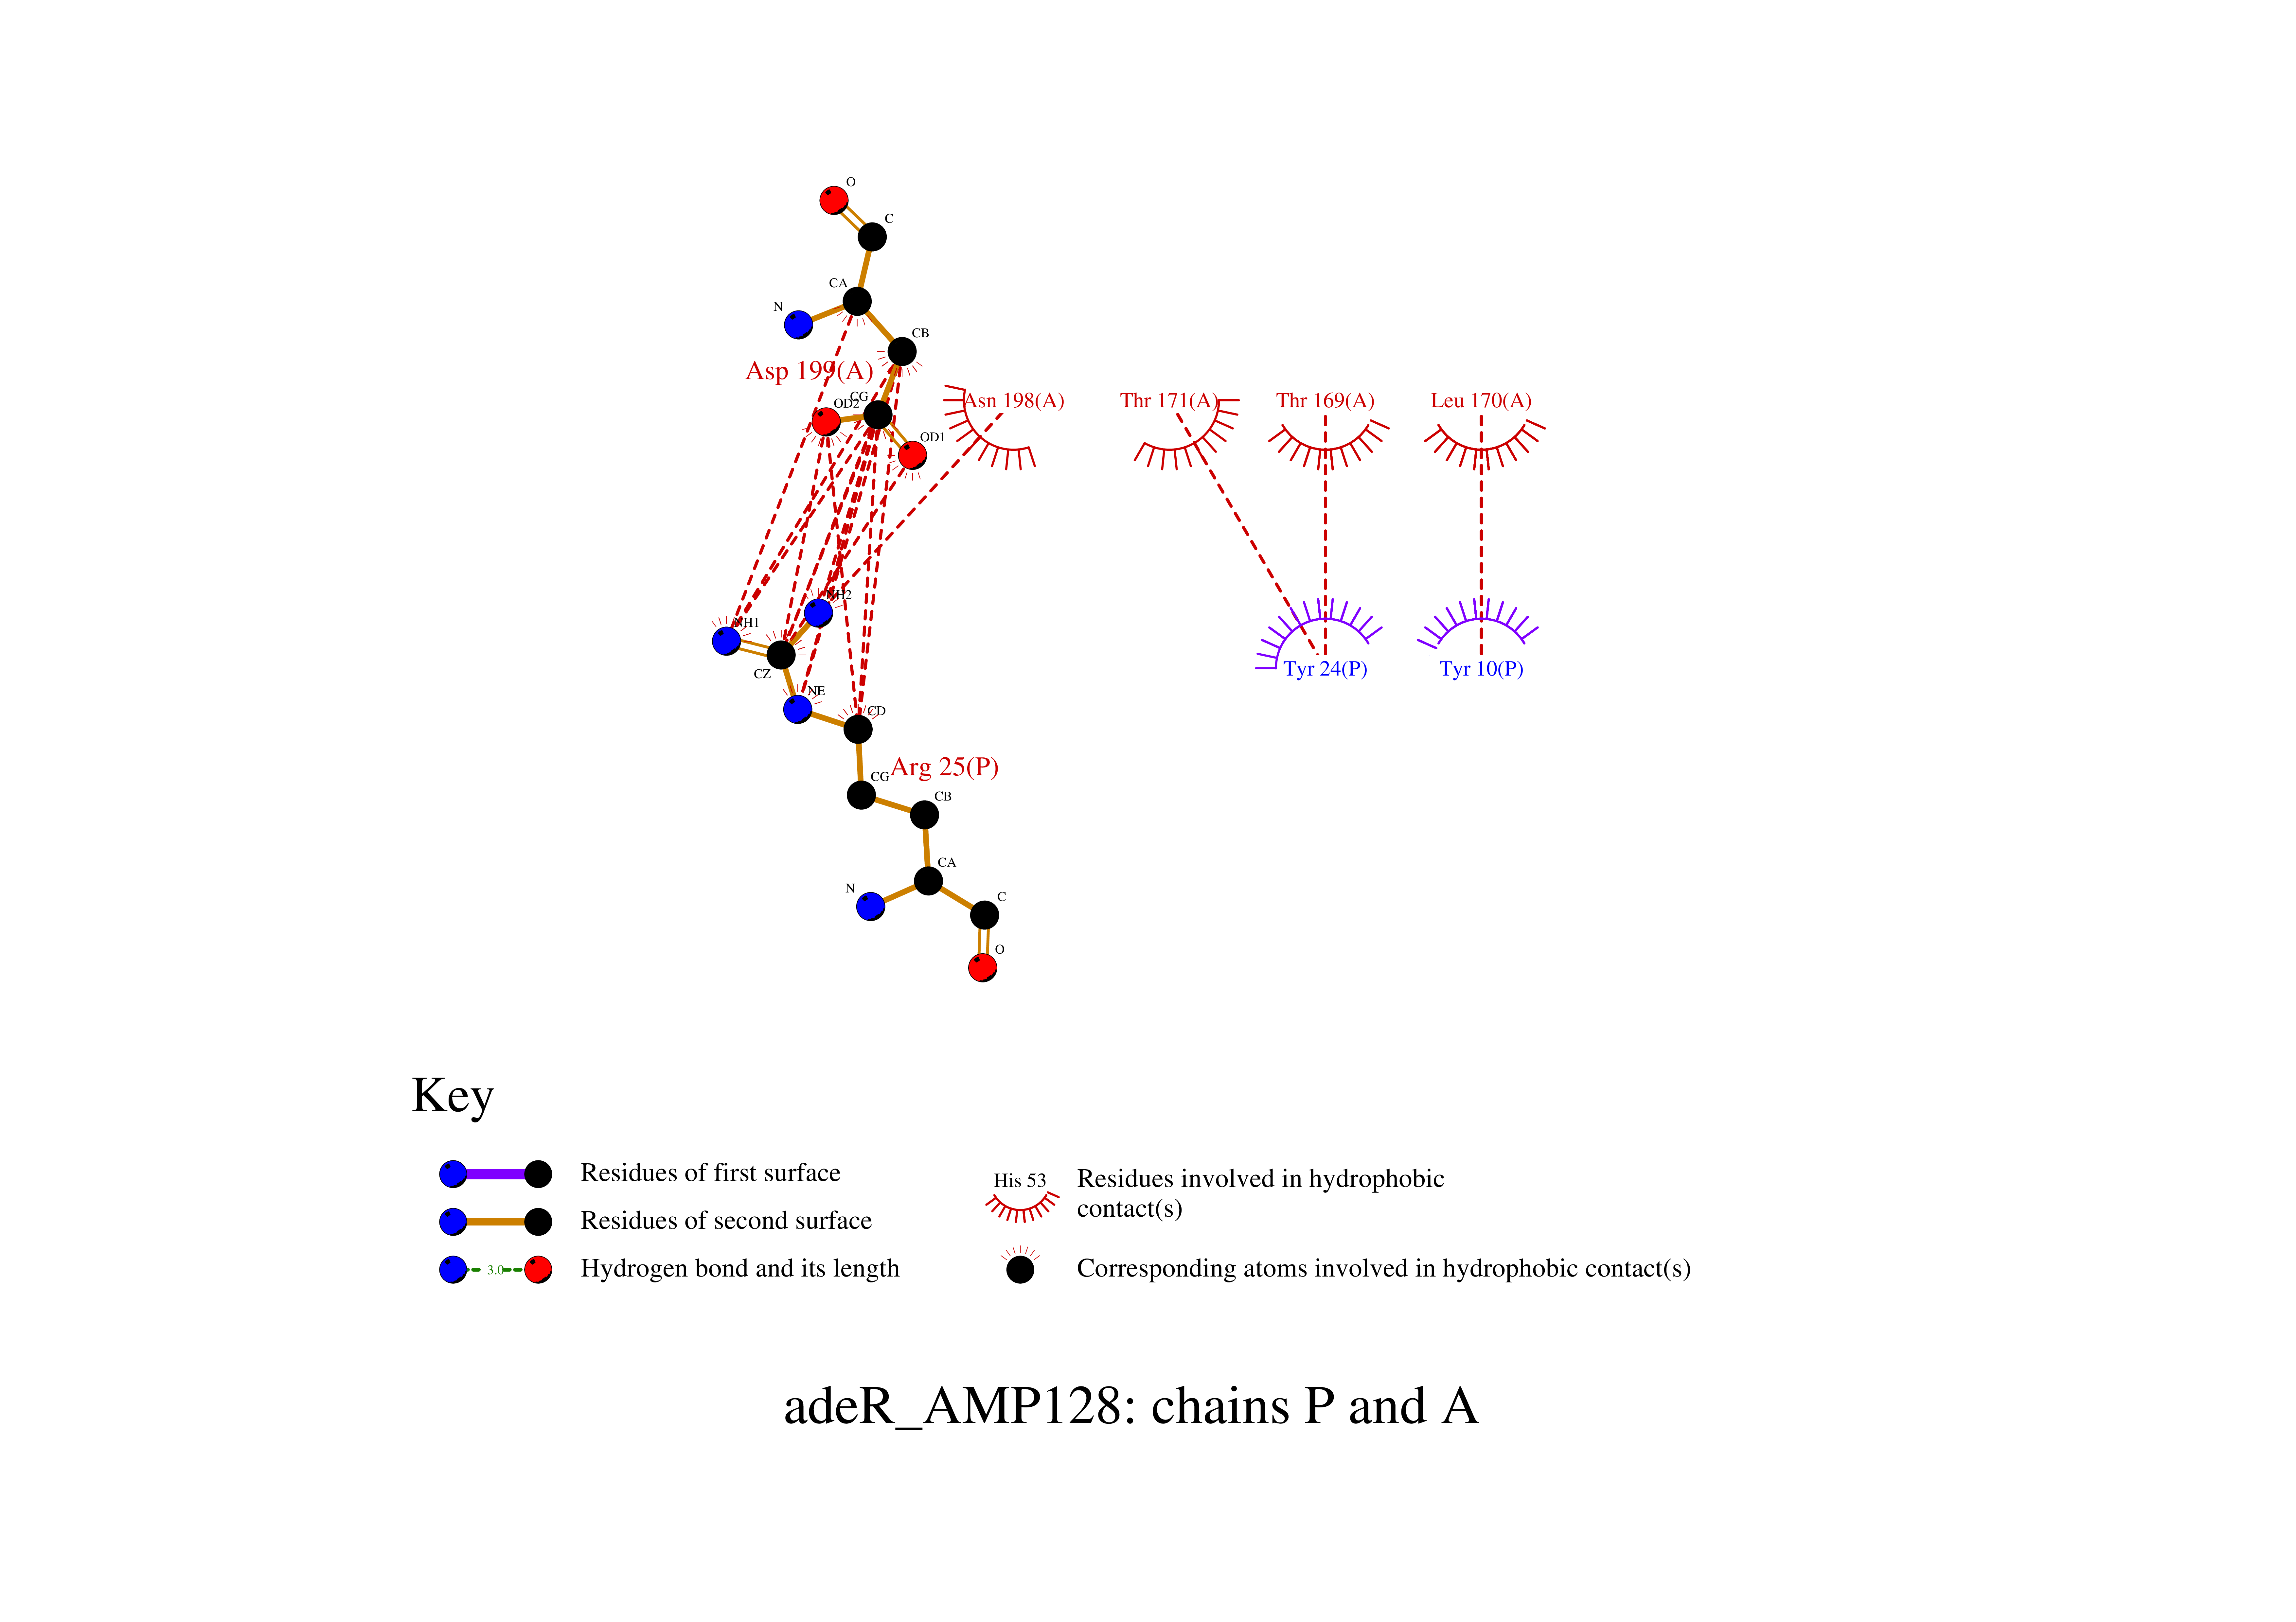 O
C
CA
N
CB
Asp 199(A)
CG
OD2
OD1
Asn 198(A)
Thr 171(A)
Thr 169(A)
Leu 170(A)
NH2
NH1
CZ
NE
CD
Tyr 24(P)
Tyr 10(P)
Arg 25(P)
CG
CB
CA
N
C
O
Key
Residues of first surface
Residues of second surface
3.0
Hydrogen bond and its length
His 53
Residues involved in hydrophobic
contact(s)
Corresponding atoms involved in hydrophobic contact(s)
adeR_AMP128: chains P and A